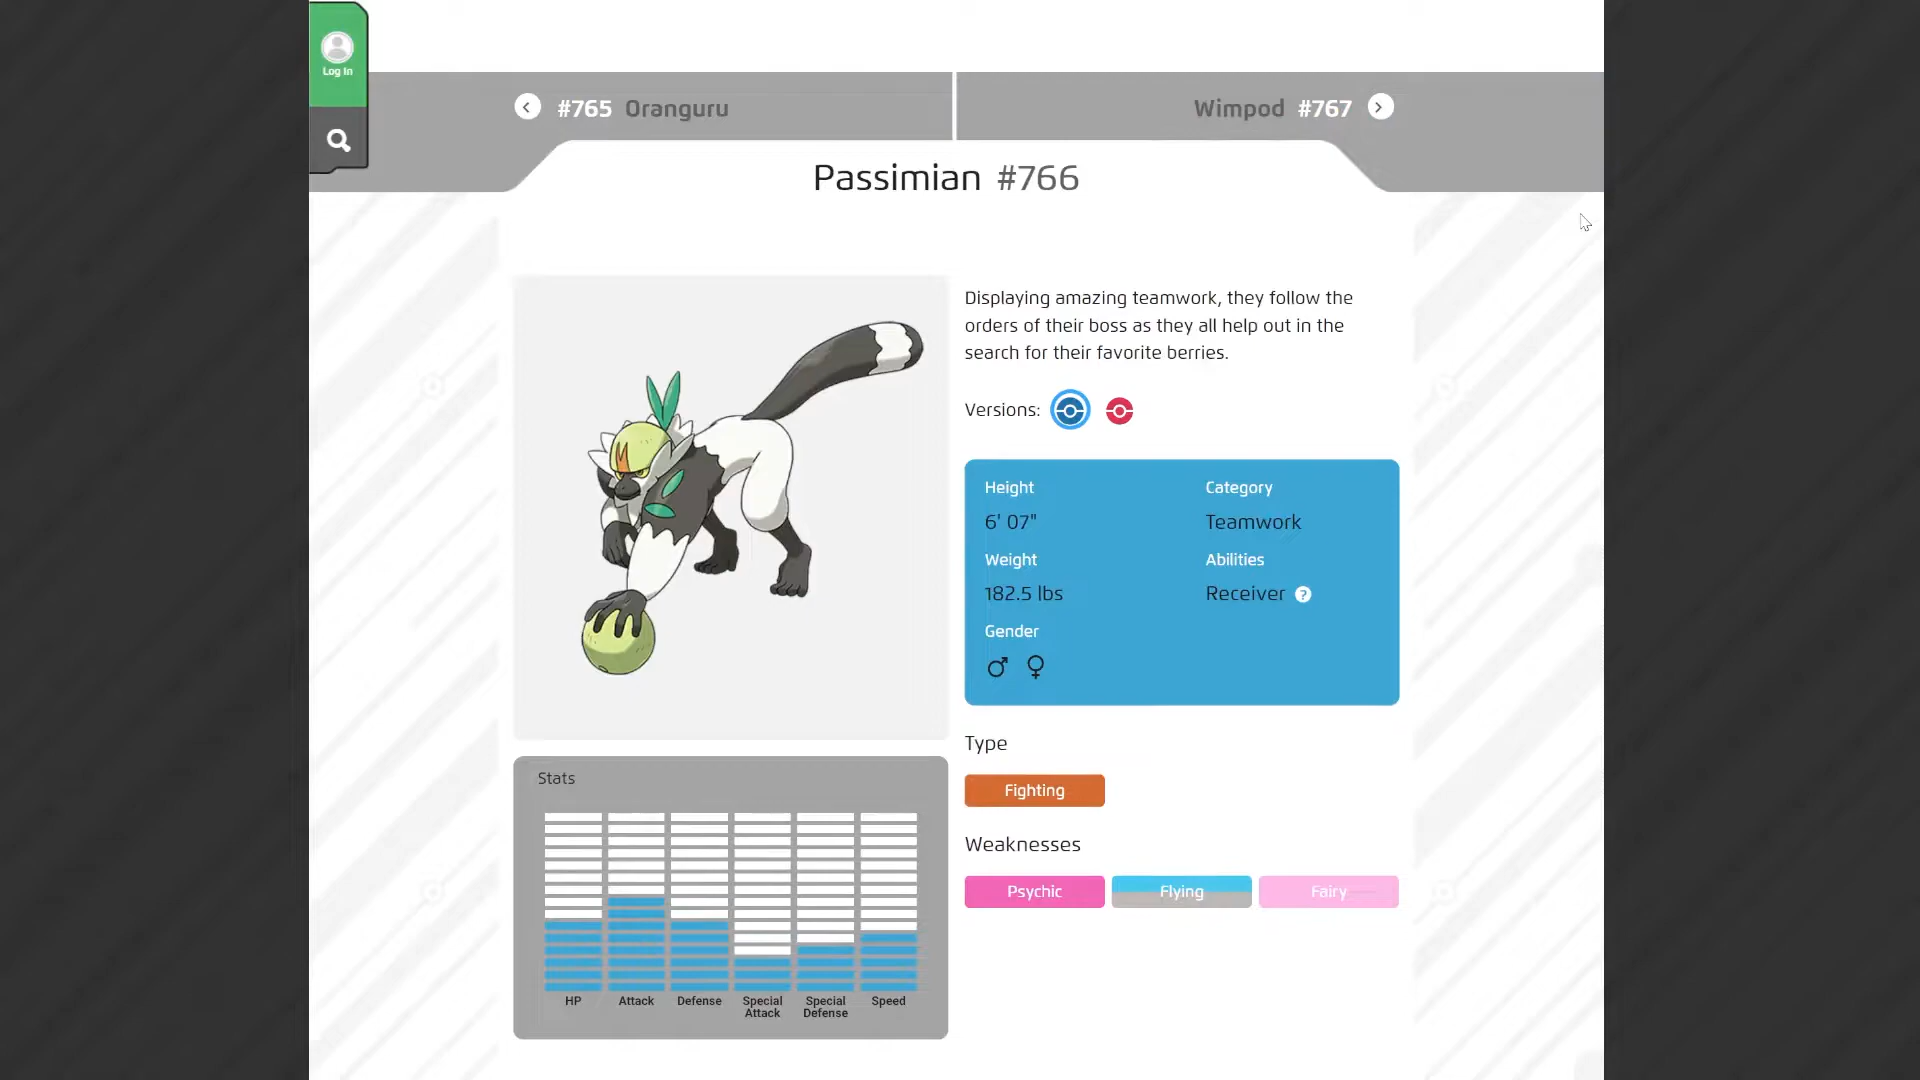 Log In
#765 Oranguru
Wimpod #767
Passimian #766
Displaying amazing teamwork, they follow the
orders of their boss as they all help out in the
search for their favorite berries.
Versions:
Height
6' 07"
Category
Teamwork
Weight
182.5 lbs
Abilities
Receiver ?
Gender
Type
Fighting
Weaknesses
Psychic
Flying
Fairy
Stats
HP
Attack
Defense
Special
Attack
Special
Defense
Speed